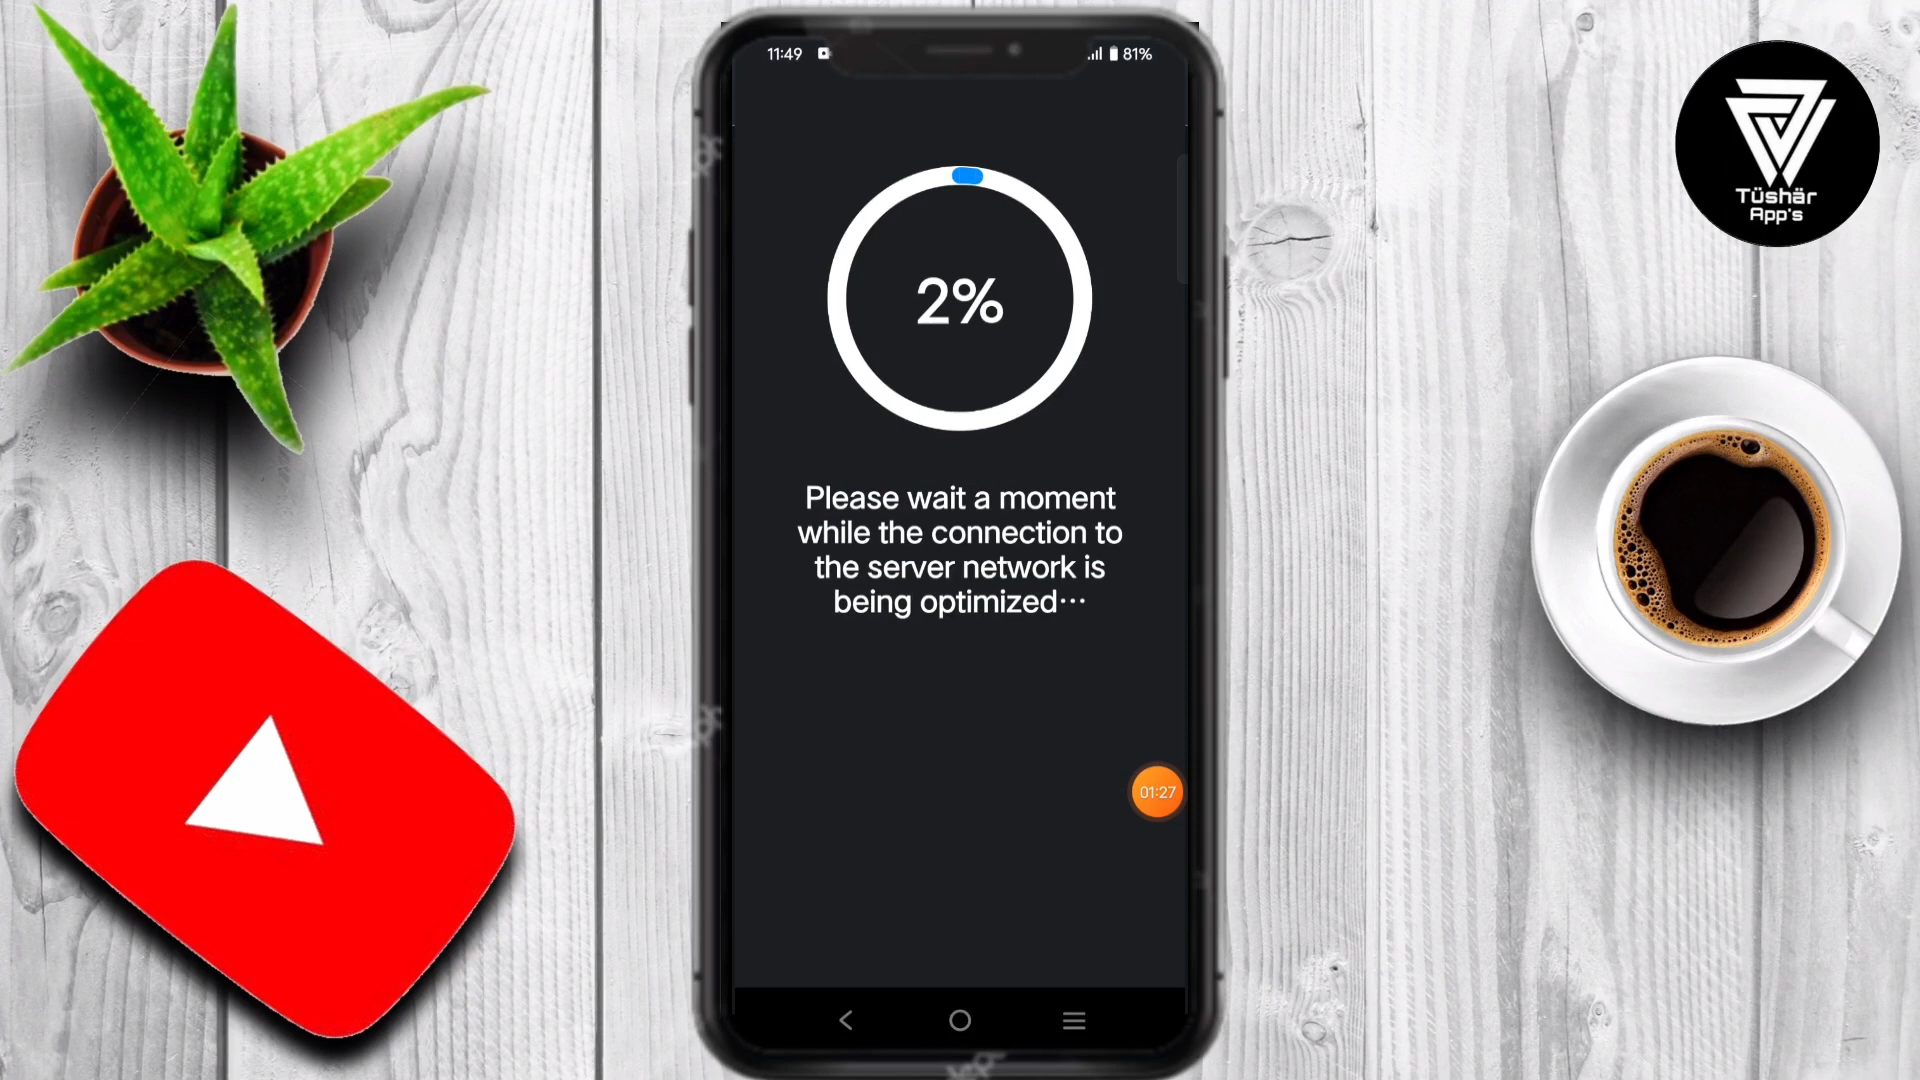 11:49
81%
2%
Please wait a moment
while the connection to
the server network is
being optimized···
01:27
Tüshär
App's